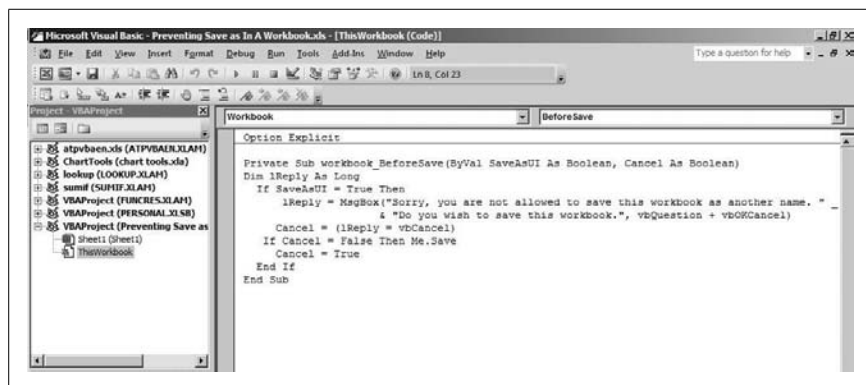 Microsoft Visual Basic - Preventing Save as In A Workbook.xls - [ThisWorkbook (Code)]
File Edit View Insert Format Debug Run Tools Add-Ins Window Help
Type a question for help
Ln 8, Col 23
Project - VBAProject
Workbook
BeforeSave
atpvbaen.xls (ATPVBAEN.XLAM)
ChartTools (chart tools.xla)
lookup (LOOKUP.XLAM)
sumif (SUMIF.XLAM)
VBAProject (FUNCRES.XLAM)
VBAProject (PERSONAL.XLSB)
VBAProject (Preventing Save as
Sheet1 (Sheet1)
ThisWorkbook
Option Explicit
Private Sub workbook_BeforeSave(ByVal SaveAsUI As Boolean, Cancel As Boolean)
Dim lReply As Long
If SaveAsUI = True Then
lReply = MsgBox("Sorry, you are not allowed to save this workbook as another name. " _
& "Do you wish to save this workbook.", vbQuestion + vbOKCancel)
Cancel = (lReply = vbCancel)
If Cancel = False Then Me.Save
Cancel = True
End If
End Sub